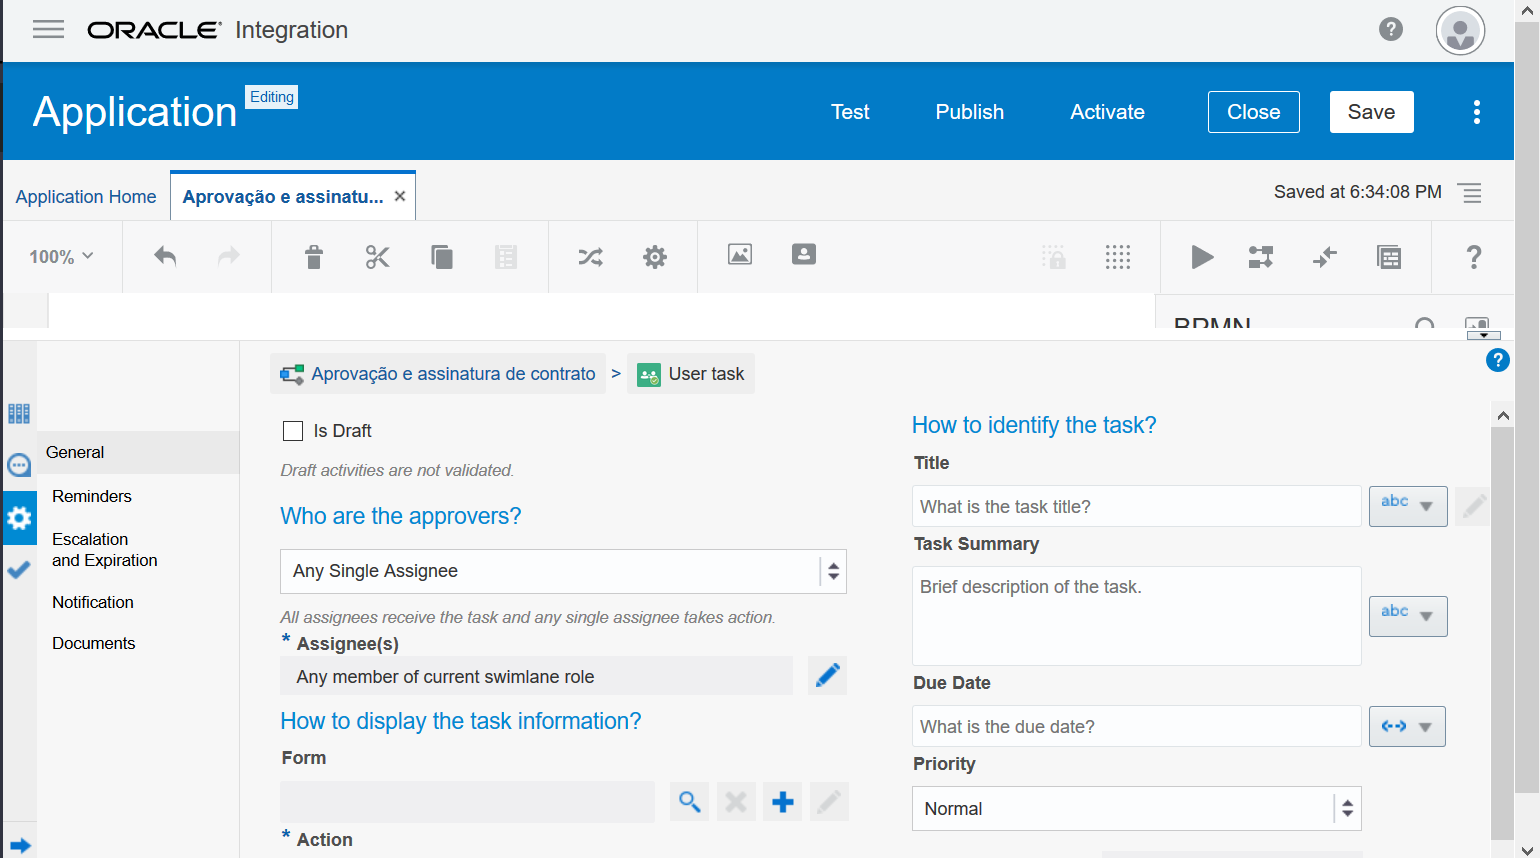 ORACLE Integration
?
Application Editing
Test
Publish
Activate
Close
Save
Application Home
Aprovação e assinatu... ×
Saved at 6:34:08 PM
100%
?
BPMN
?
Aprovação e assinatura de contrato > User task
General
Reminders
Escalation
and Expiration
Notification
Documents
Is Draft
Draft activities are not validated.
Who are the approvers?
Any Single Assignee
All assignees receive the task and any single assignee takes action.
* Assignee(s)
Any member of current swimlane role
How to display the task information?
Form
* Action
How to identify the task?
Title
What is the task title?
abc
Task Summary
Brief description of the task.
abc
Due Date
What is the due date?
Priority
Normal